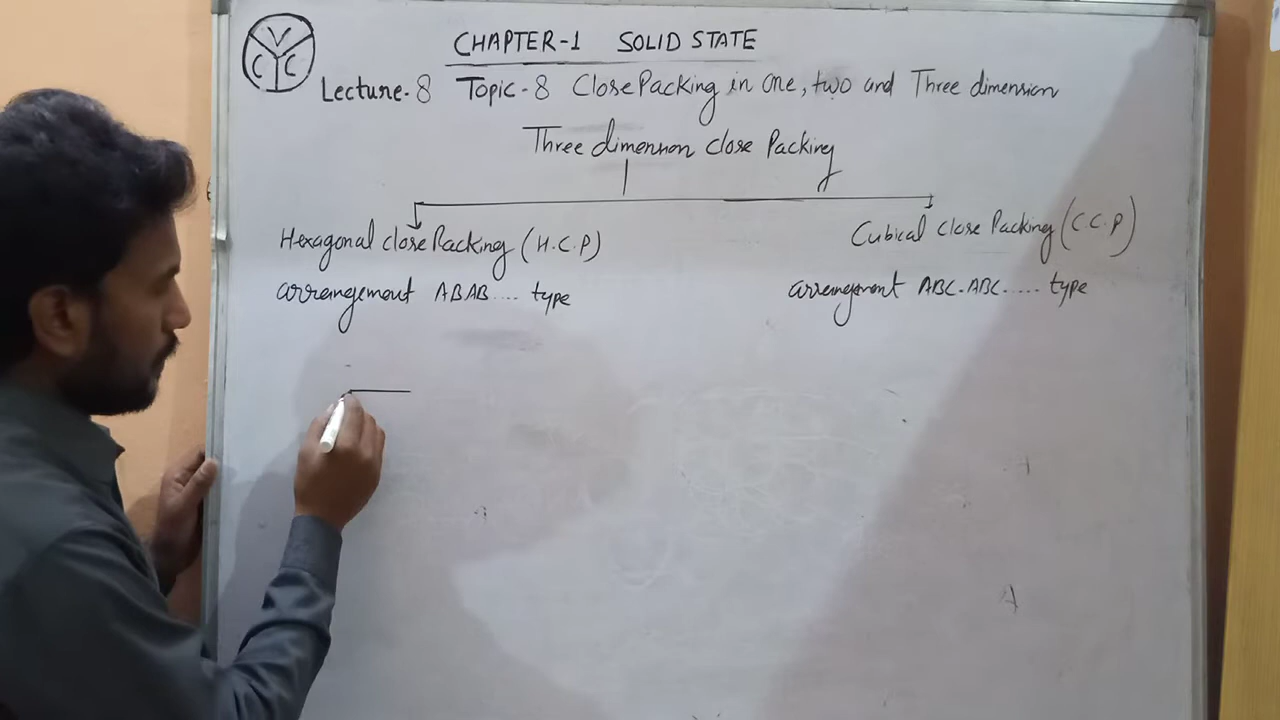 V
C C
CHAPTER-1 SOLID STATE
Lecture-8 Topic-8 Close Packing in one, two and Three dimension
Three dimension close Packing
Hexagonal close Packing (H.C.P)
Cubical close Packing (C.C.P)
arrangement ABAB.... type
arrangement ABC.ABC..... type
A
A